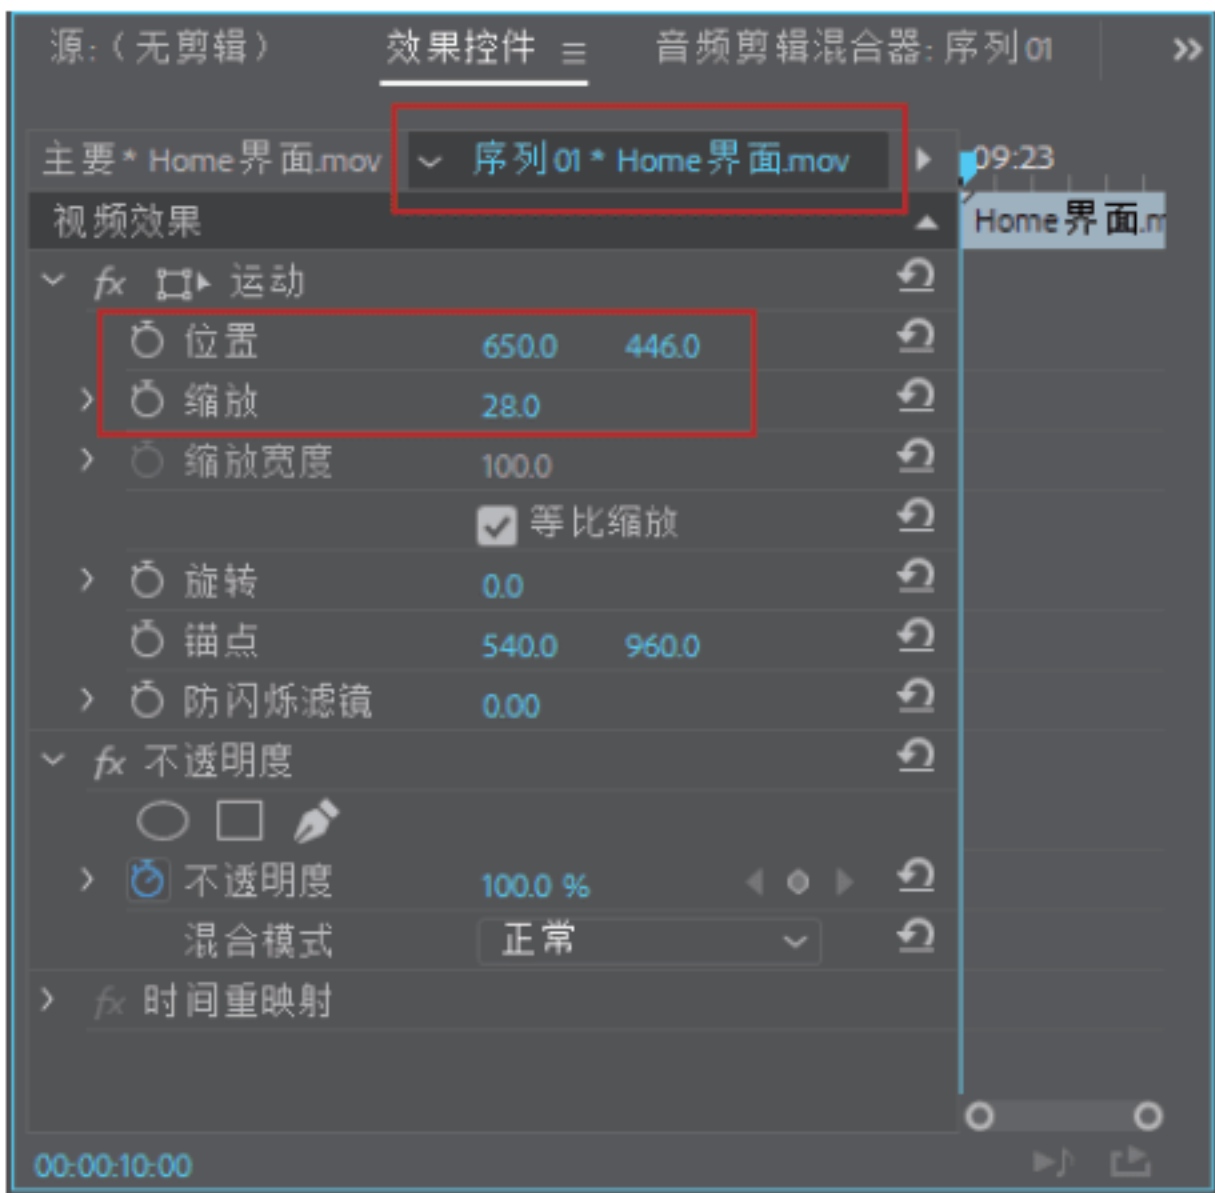 源:（无剪辑） 效果控件 音频剪辑混合器: 序列 01
主要 * Home界面.mov 序列 01 * Home界面.mov 09:23
视频效果 Home界面.m
fx 运动
位置 650.0 446.0
缩放 28.0
缩放宽度 100.0
等比缩放
旋转 0.0
锚点 540.0 960.0
防闪烁滤镜 0.00
fx 不透明度
不透明度 100.0 %
混合模式 正常
fx 时间重映射
00:00:10:00